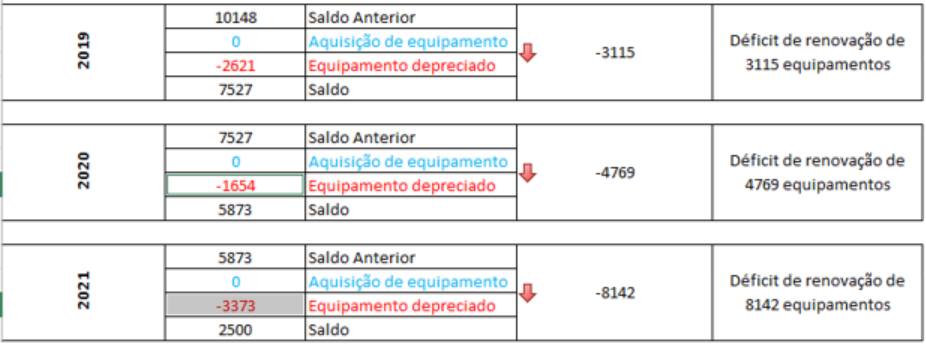 2019
10148 Saldo Anterior
0 Aquisição de equipamento
-2621 Equipamento depreciado
7527 Saldo
-3115
Déficit de renovação de
3115 equipamentos
2020
7527 Saldo Anterior
0 Aquisição de equipamento
-1654 Equipamento depreciado
5873 Saldo
-4769
Déficit de renovação de
4769 equipamentos
2021
5873 Saldo Anterior
0 Aquisição de equipamento
-3373 Equipamento depreciado
2500 Saldo
-8142
Déficit de renovação de
8142 equipamentos